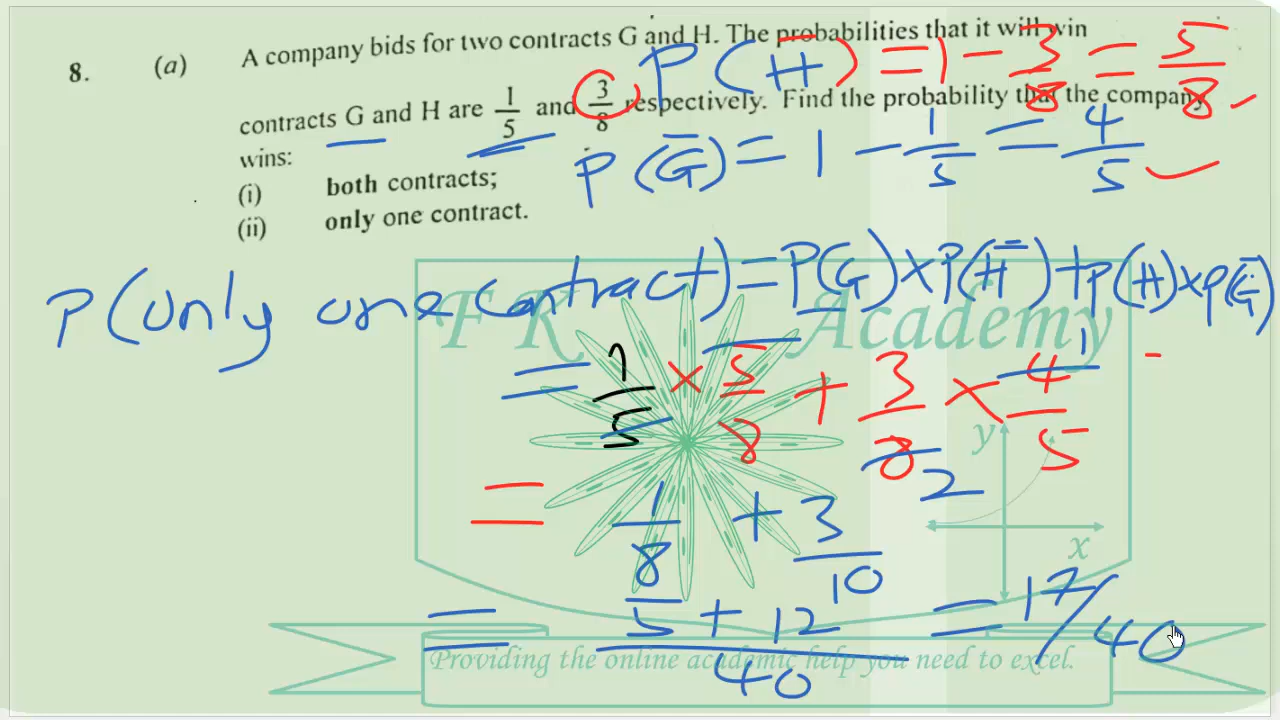 8. (a) A company bids for two contracts G and H. The probabilities that it will win
P(H̅) = 1 - 3/8 = 5/8 ✓
contracts G and H are 1/5 and 3/8 respectively. Find the probability that the company
wins:
P(G̅) = 1 - 1/5 = 4/5 ✓
(i) both contracts;
(ii) only one contract.
P(only one contract) = P(G) × P(H̅) + P(H) × P(G̅)
FK Academy
= 1/5 × 5/8 + 3/8 × 4/5
1
2
y
= 1/8 + 3/10
x
= 5 + 12 / 40 = 17/40
Providing the online academic help you need to excel.